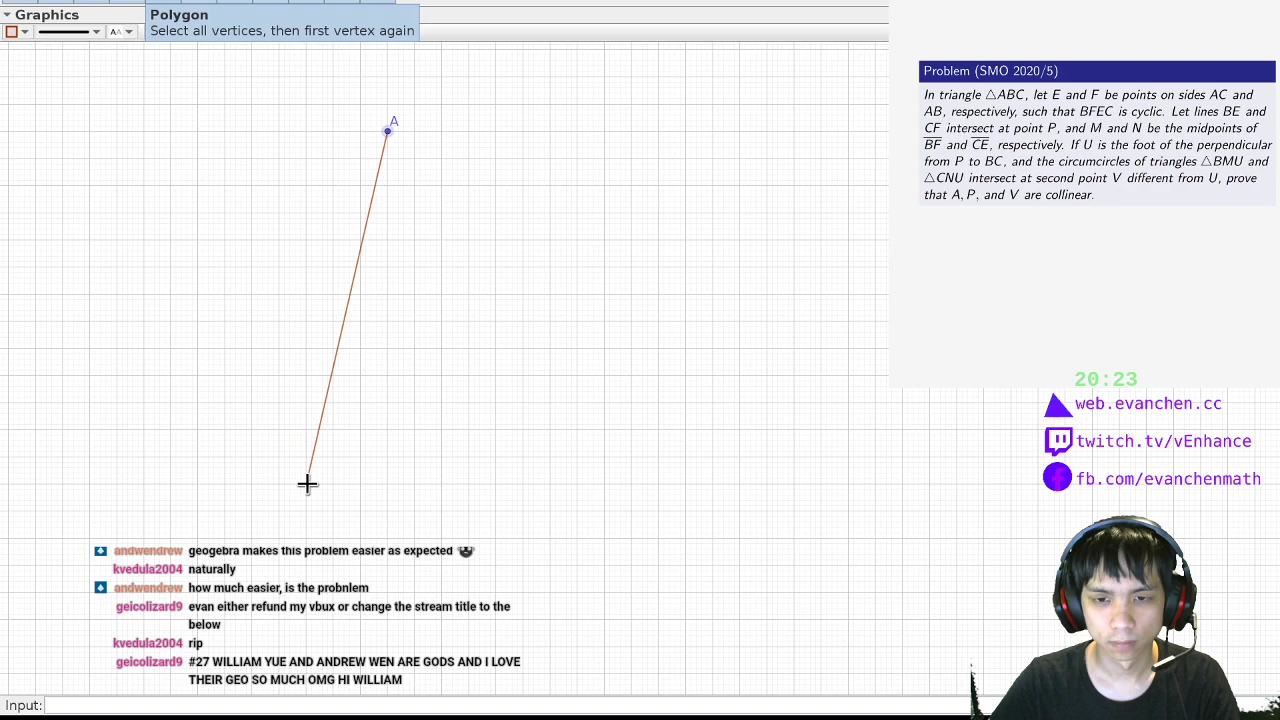 Graphics
Polygon
Select all vertices, then first vertex again
AA
A
Problem (SMO 2020/5)
In triangle △ABC, let E and F be points on sides AC and
AB, respectively, such that BFEC is cyclic. Let lines BE and
CF intersect at point P, and M and N be the midpoints of
BF and CE, respectively. If U is the foot of the perpendicular
from P to BC, and the circumcircles of triangles △BMU and
△CNU intersect at second point V different from U, prove
that A, P, and V are collinear.
20:23
web.evanchen.cc
twitch.tv/vEnhance
fb.com/evanchenmath
andwendrew geogebra makes this problem easier as expected
kvedula2004 naturally
andwendrew how much easier, is the probnlem
geicolizard9 evan either refund my vbux or change the stream title to the
below
kvedula2004 rip
geicolizard9 #27 WILLIAM YUE AND ANDREW WEN ARE GODS AND I LOVE
THEIR GEO SO MUCH OMG HI WILLIAM
Input: